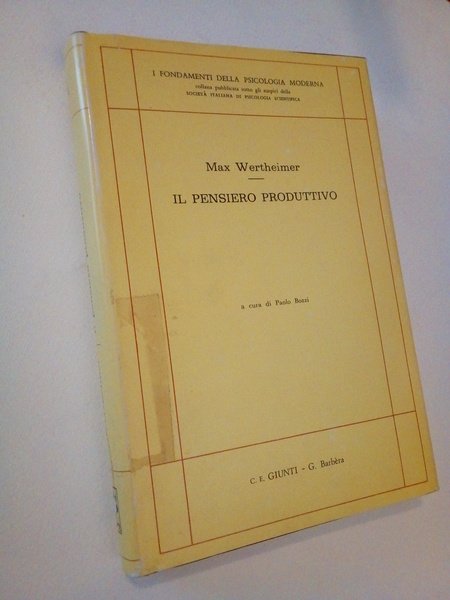 I FONDAMENTI DELLA PSICOLOGIA MODERNA
collana pubblicata sotto gli auspici della
SOCIETÀ ITALIANA DI PSICOLOGIA SCIENTIFICA
Max Wertheimer
IL PENSIERO PRODUTTIVO
a cura di Paolo Bozzi
C. E. GIUNTI - G. Barbèra